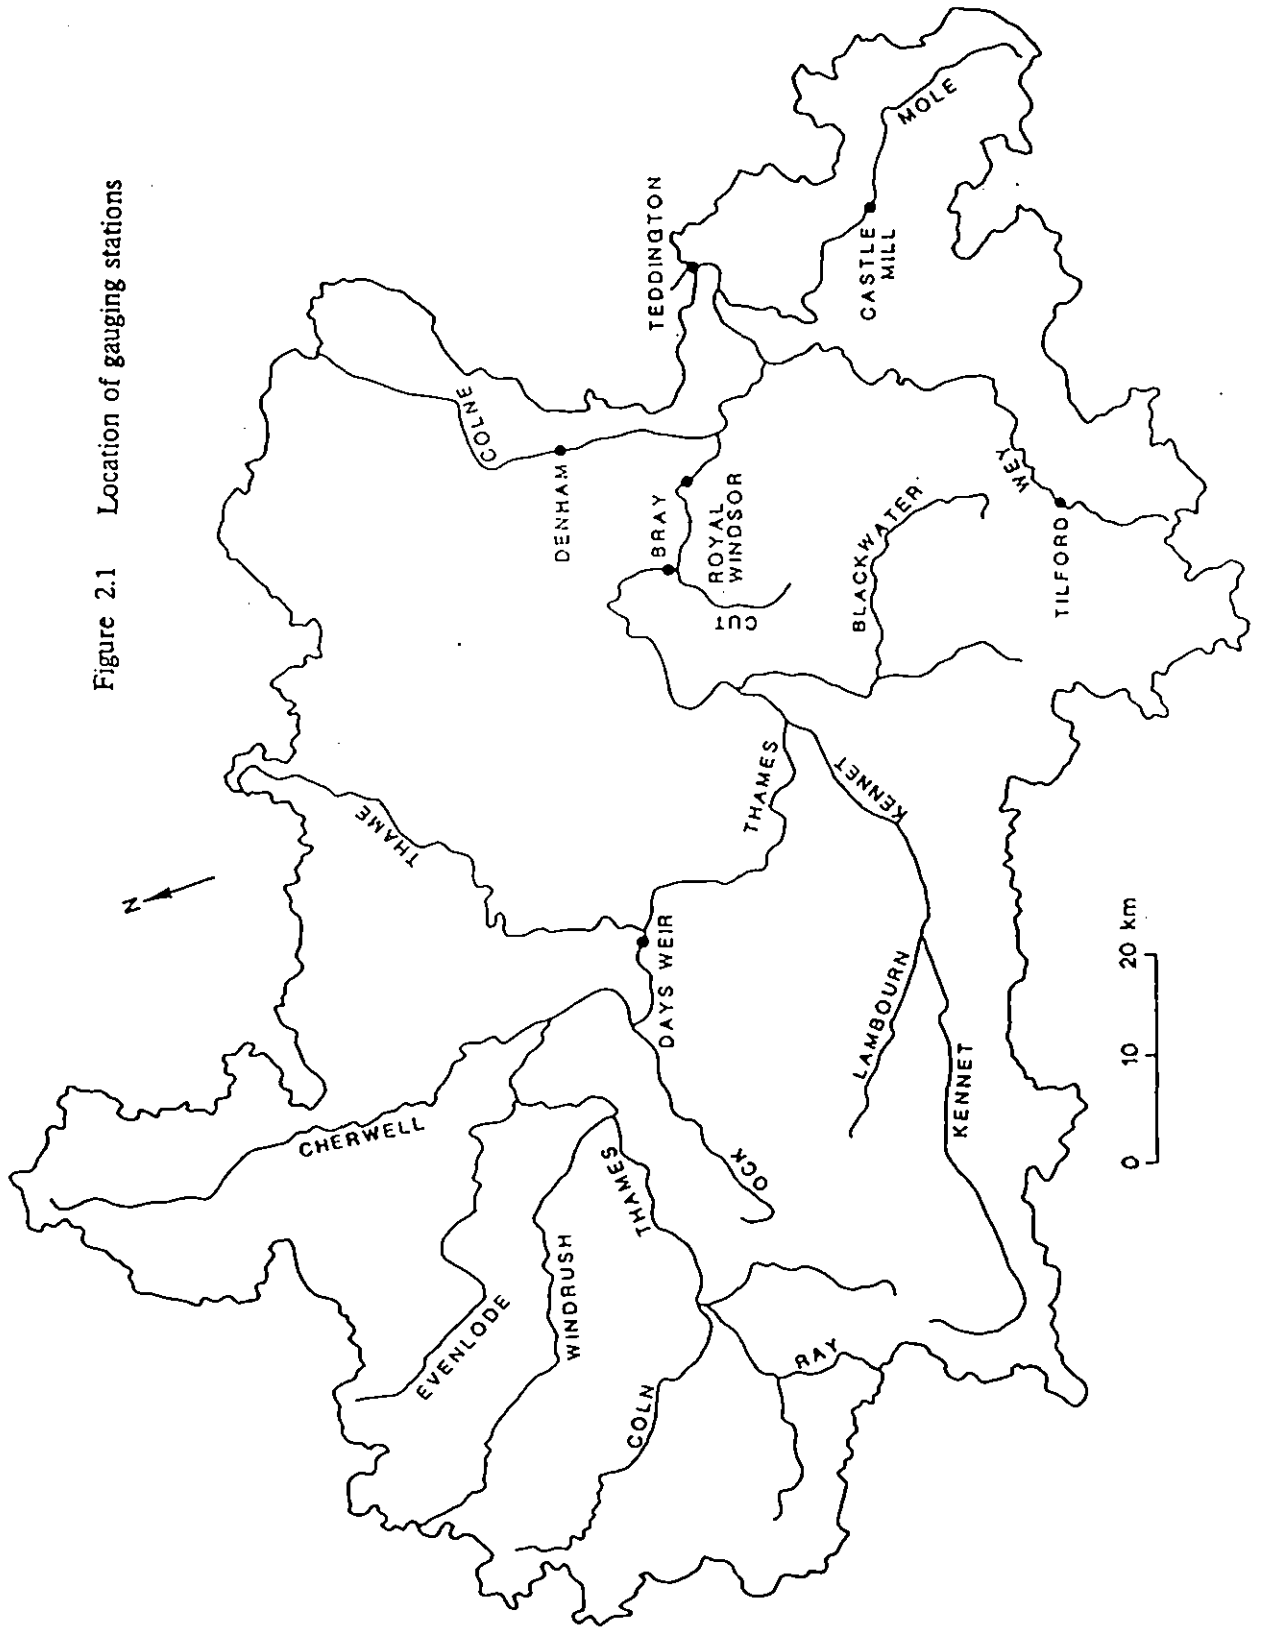 Figure 2.1 Location of gauging stations
N
CHERWELL
THAME
EVENLODE
WINDRUSH
COLN
THAMES
RAY
OCK
DAYS WEIR
LAMBOURN
KENNET
THAMES
KENNET
COLNE
DENHAM
BRAY
ROYAL
WINDSOR
CUT
BLACKWATER
TEDDINGTON
CASTLE
MILL
MOLE
WEY
TILFORD
0 10 20 km